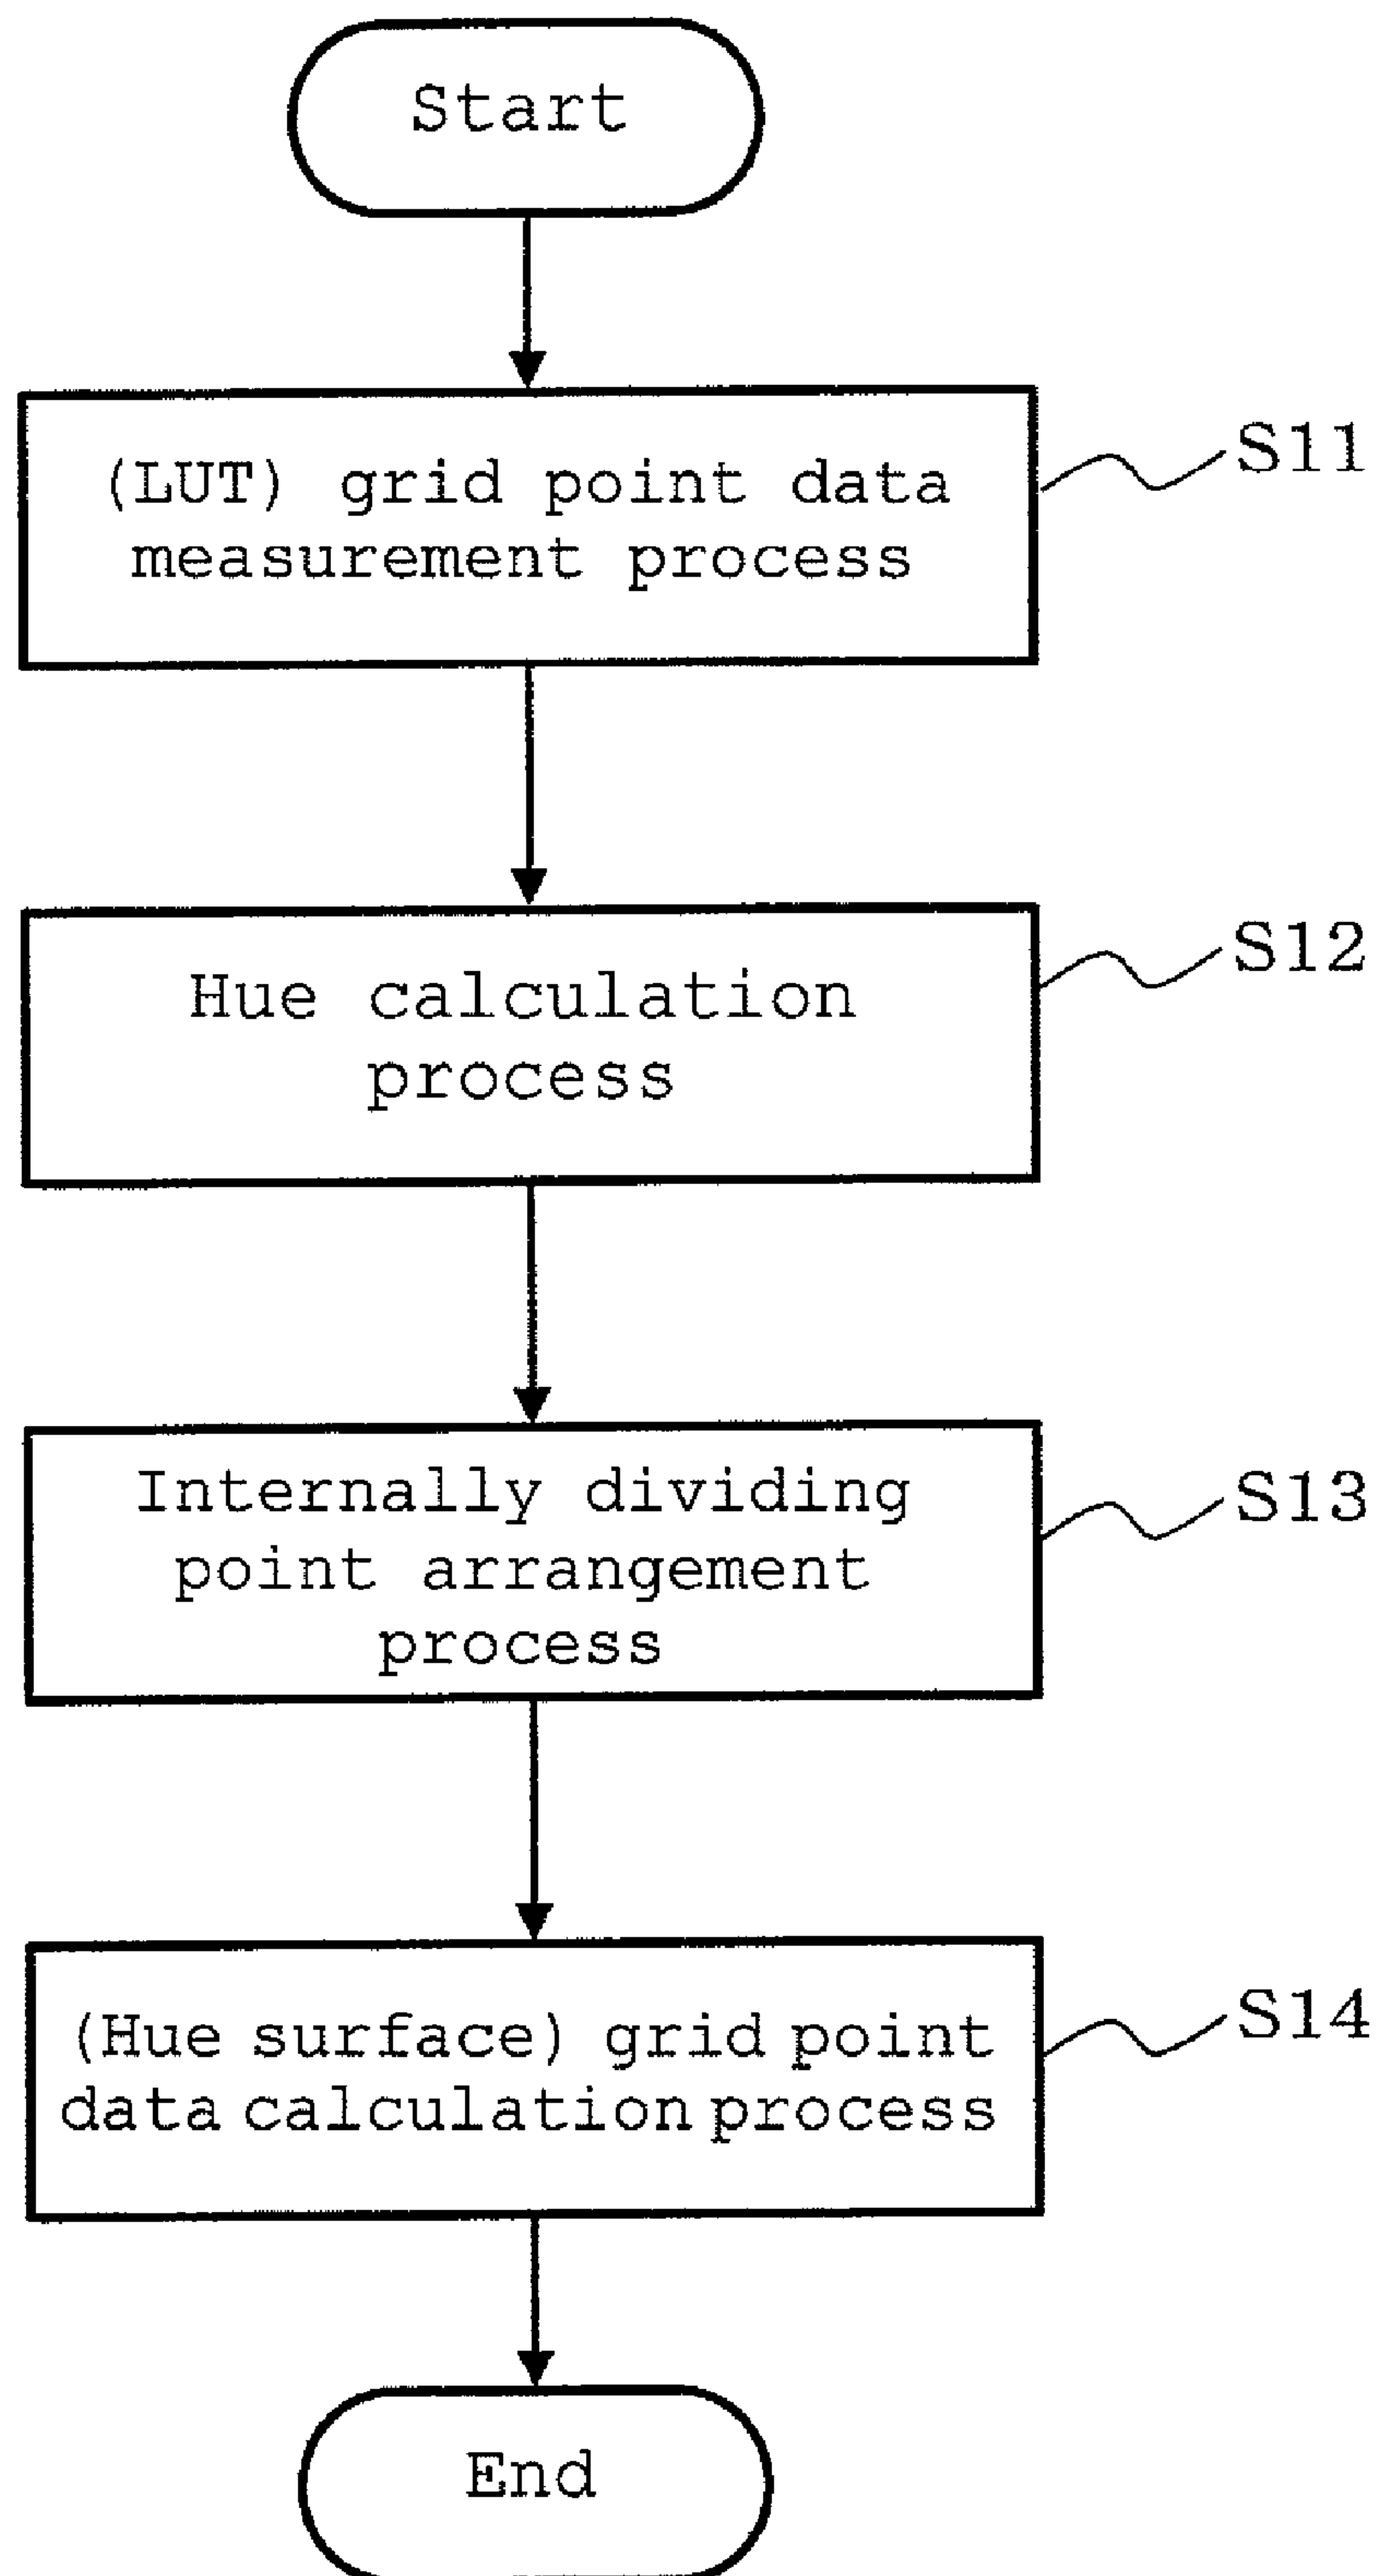 Start
(LUT) grid point data
measurement process
S11
Hue calculation
process
S12
Internally dividing
point arrangement
process
S13
(Hue surface) grid point
data calculation process
S14
End